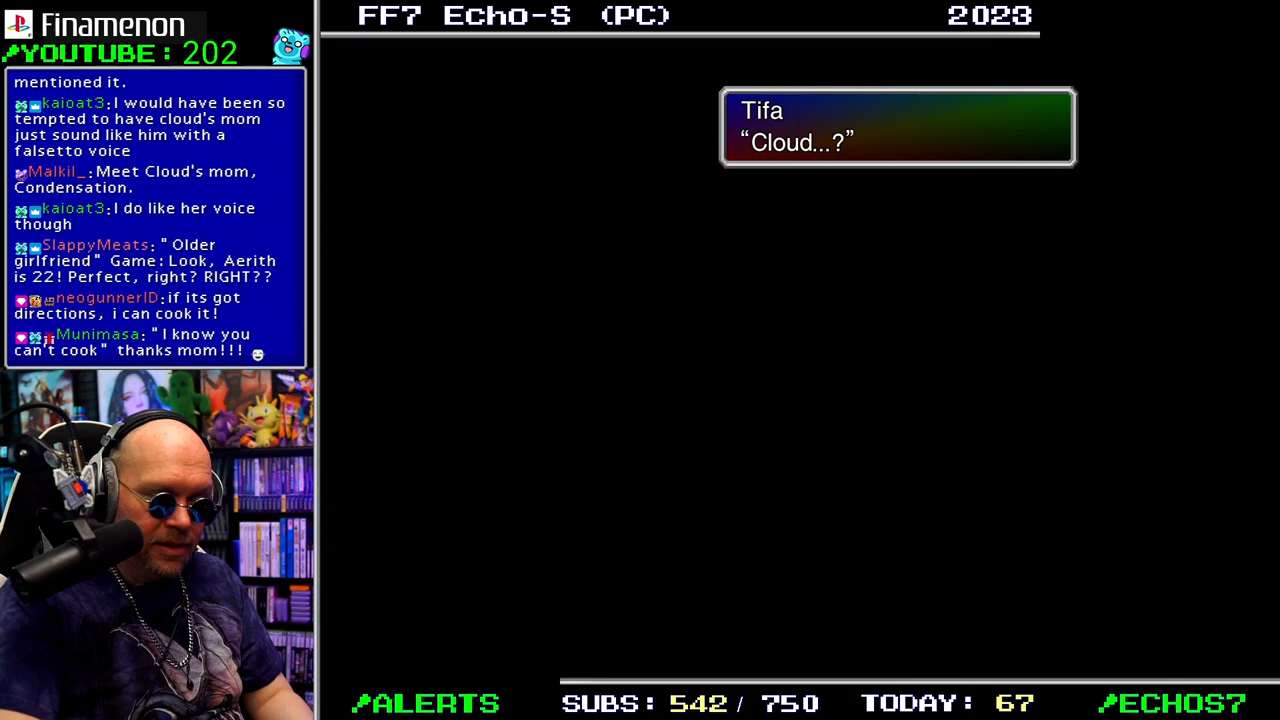 Finamenon
/YOUTUBE: 202
FF7 Echo-S (PC)
2023
mentioned it.
kaioat3:I would have been so
tempted to have cloud's mom
just sound like him with a
falsetto voice
Malkil_:Meet Cloud's mom,
Condensation.
kaioat3:I do like her voice
though
SlappyMeats:"Older
girlfriend" Game: Look, Aerith
is 22! Perfect, right? RIGHT??
neogunnerID:if its got
directions, i can cook it!
Munimasa:"I know you
can't cook" thanks mom!!!
Tifa
“Cloud...?”
/ALERTS
SUBS: 542/ 750
TODAY: 67
/ECHOS7